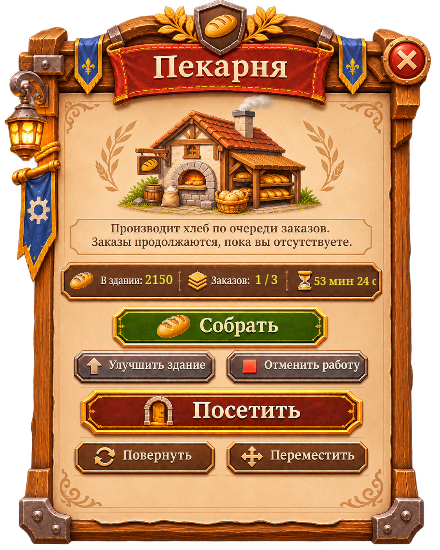 Пекарня
Производит хлеб по очереди заказов.
Заказы продолжаются, пока вы отсутствуете.
В здании: 2150 Заказов: 1 / 3 53 мин 24 с
Собрать
Улучшить здание Отменить работу
Посетить
Повернуть Переместить